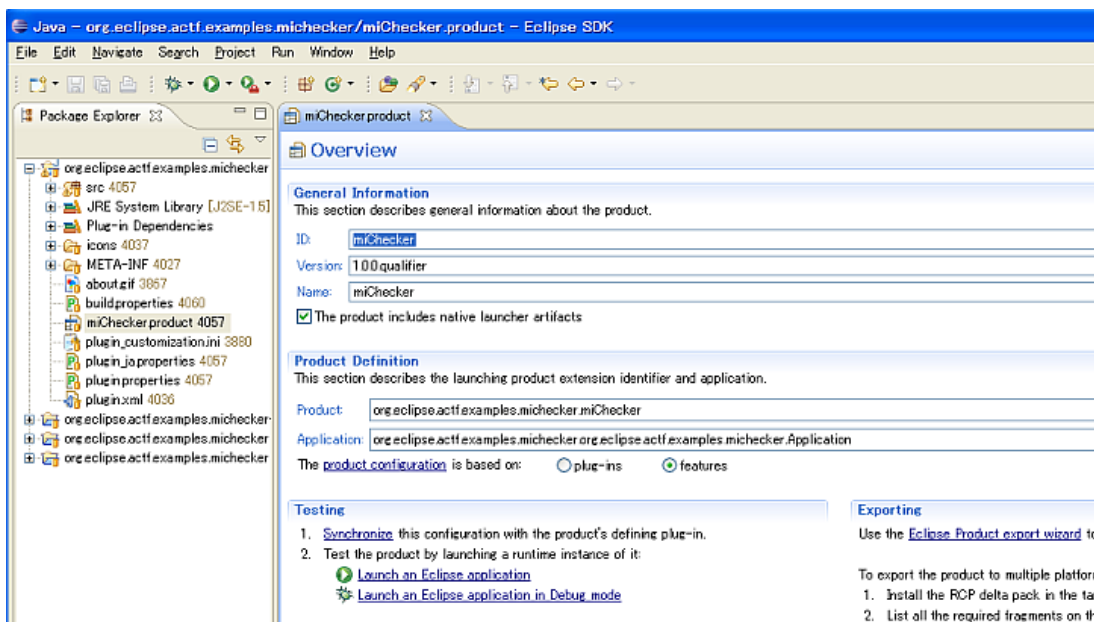 Java - org.eclipse.actf.examples.michecker/miChecker.product - Eclipse SDK
File Edit Navigate Search Project Run Window Help
Package Explorer
org.eclipse.actf.examples.michecker
src 4057
JRE System Library [J2SE-1.5]
Plug-in Dependencies
icons 4037
META-INF 4027
about.gif 3857
build.properties 4060
miChecker.product 4057
plugin_customization.ini 3880
plugin_ja.properties 4057
plugin.properties 4057
plugin.xml 4036
org.eclipse.actf.examples.michecker
org.eclipse.actf.examples.michecker
org.eclipse.actf.examples.michecker
miChecker.product
Overview
General Information
This section describes general information about the product.
ID: miChecker
Version: 1.0.0.qualifier
Name: miChecker
The product includes native launcher artifacts
Product Definition
This section describes the launching product extension identifier and application.
Product: org.eclipse.actf.examples.michecker.miChecker
Application: org.eclipse.actf.examples.michecker.org.eclipse.actf.examples.michecker.Application
The product configuration is based on: plug-ins features
Testing
1. Synchronize this configuration with the product's defining plug-in.
2. Test the product by launching a runtime instance of it:
Launch an Eclipse application
Launch an Eclipse application in Debug mode
Exporting
Use the Eclipse Product export wizard to
To export the product to multiple platfor
1. Install the RCP delta pack in the ta
2. List all the required fragments on th